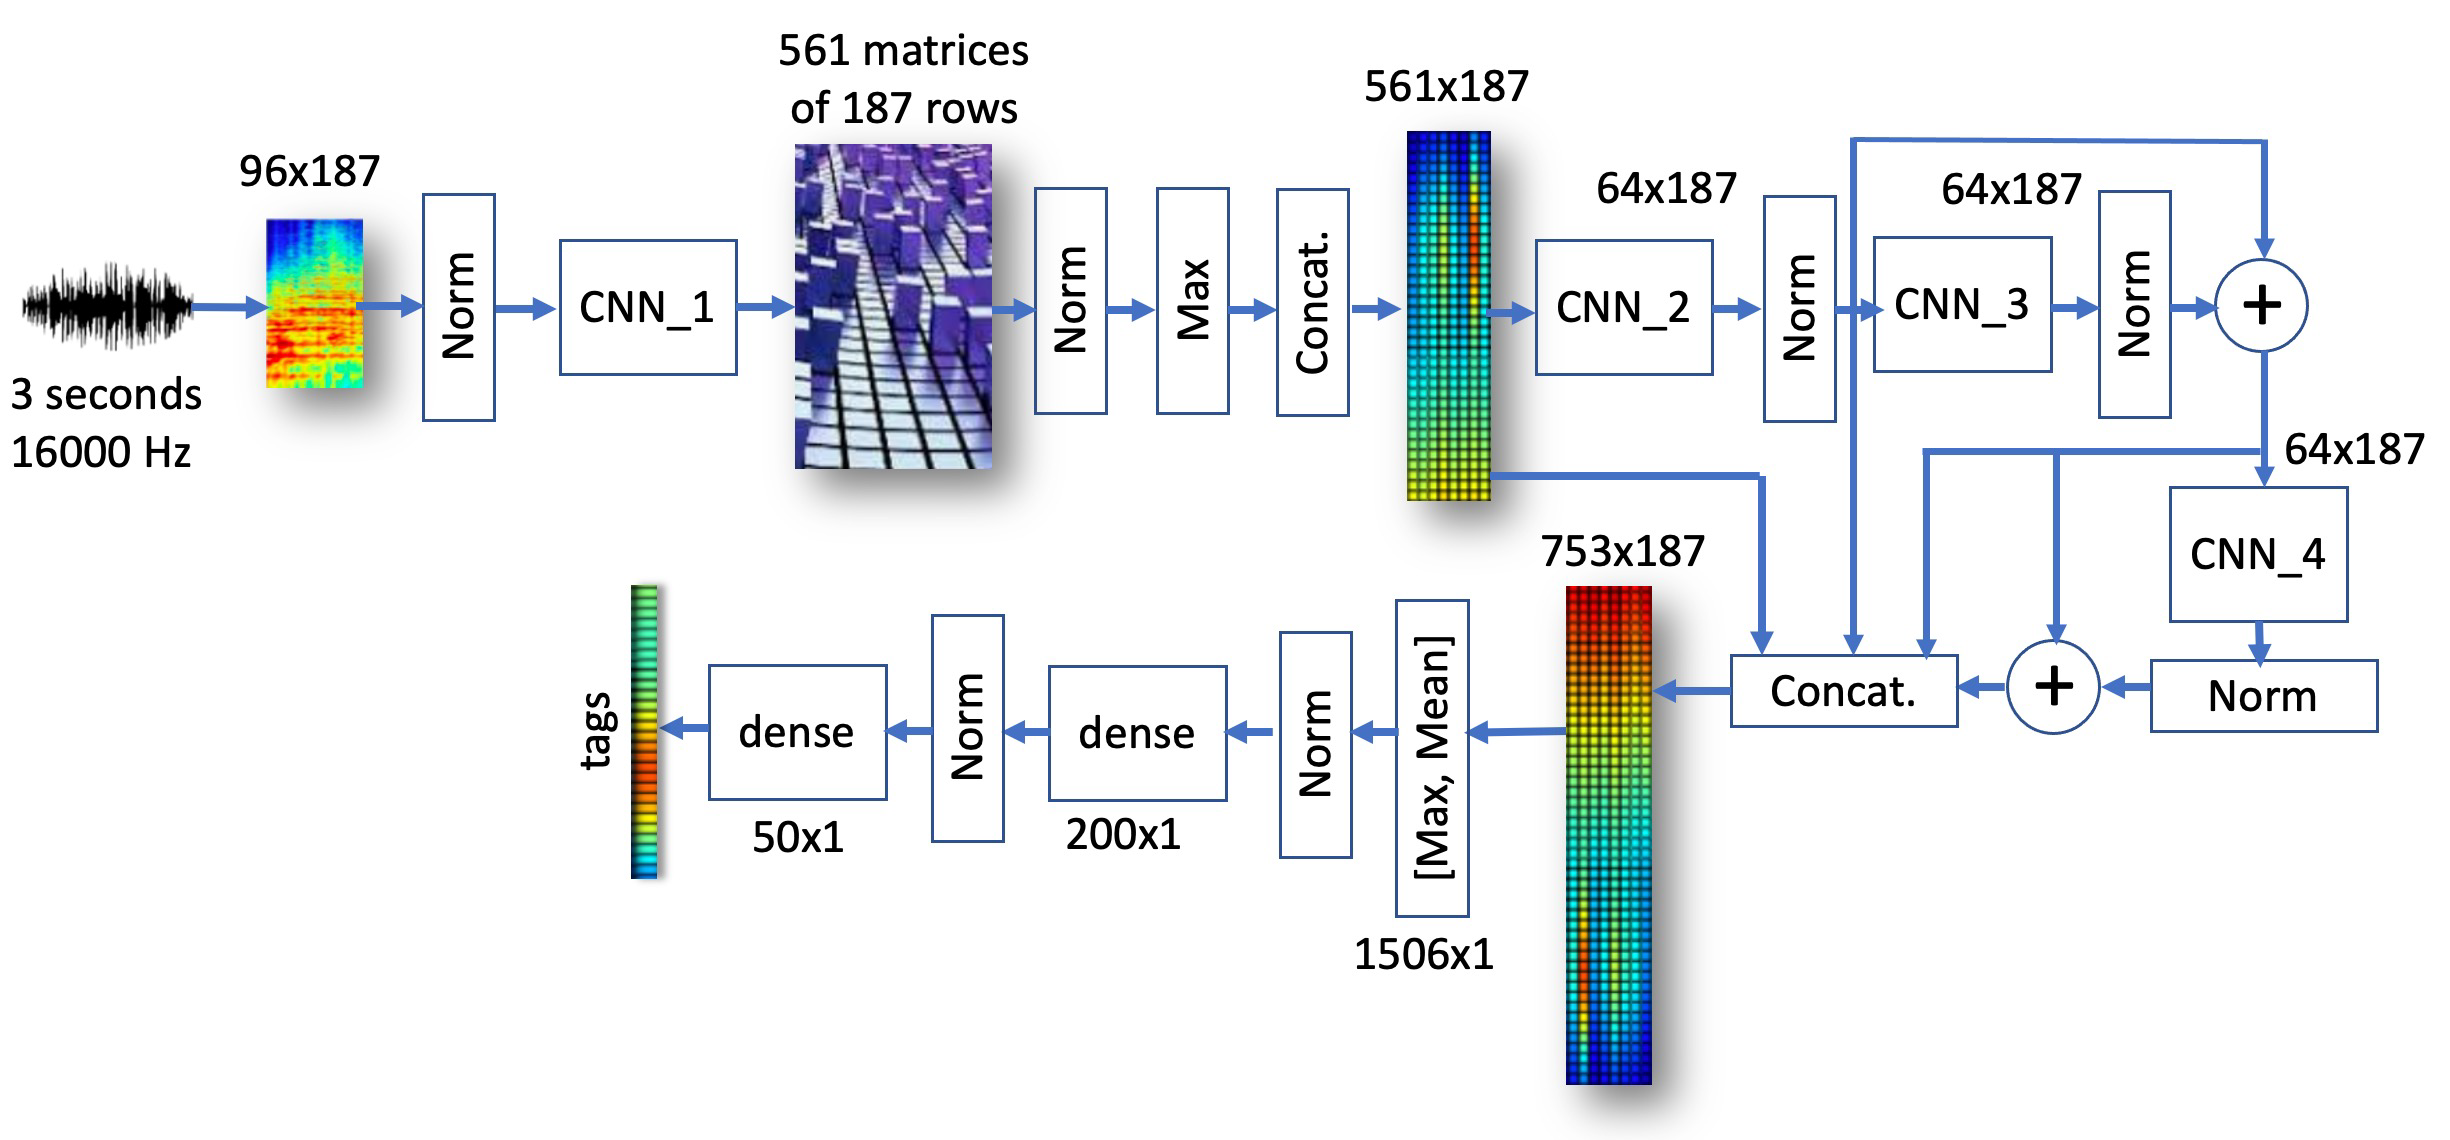 561 matrices
of 187 rows
561x187
96x187
64x187
64x187
Norm
CNN_1
Norm
Max
Concat.
CNN_2
Norm
CNN_3
Norm
+
3 seconds
16000 Hz
64x187
CNN_4
753x187
Norm
+
Concat.
[Max, Mean]
1506x1
Norm
dense
200x1
Norm
dense
50x1
tags